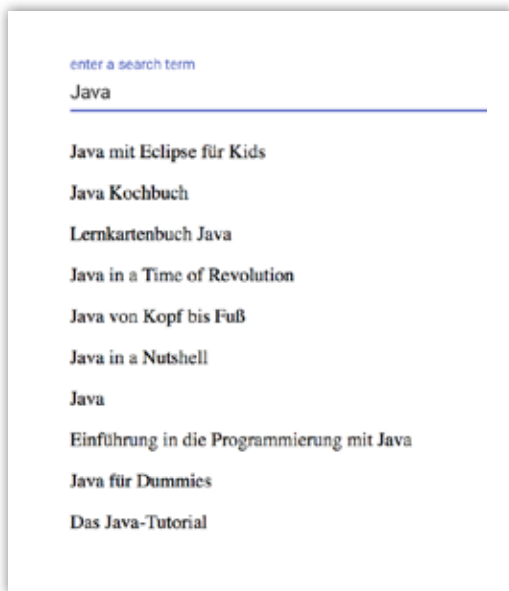 enter a search term
Java
Java mit Eclipse für Kids
Java Kochbuch
Lernkartenbuch Java
Java in a Time of Revolution
Java von Kopf bis Fuß
Java in a Nutshell
Java
Einführung in die Programmierung mit Java
Java für Dummies
Das Java-Tutorial